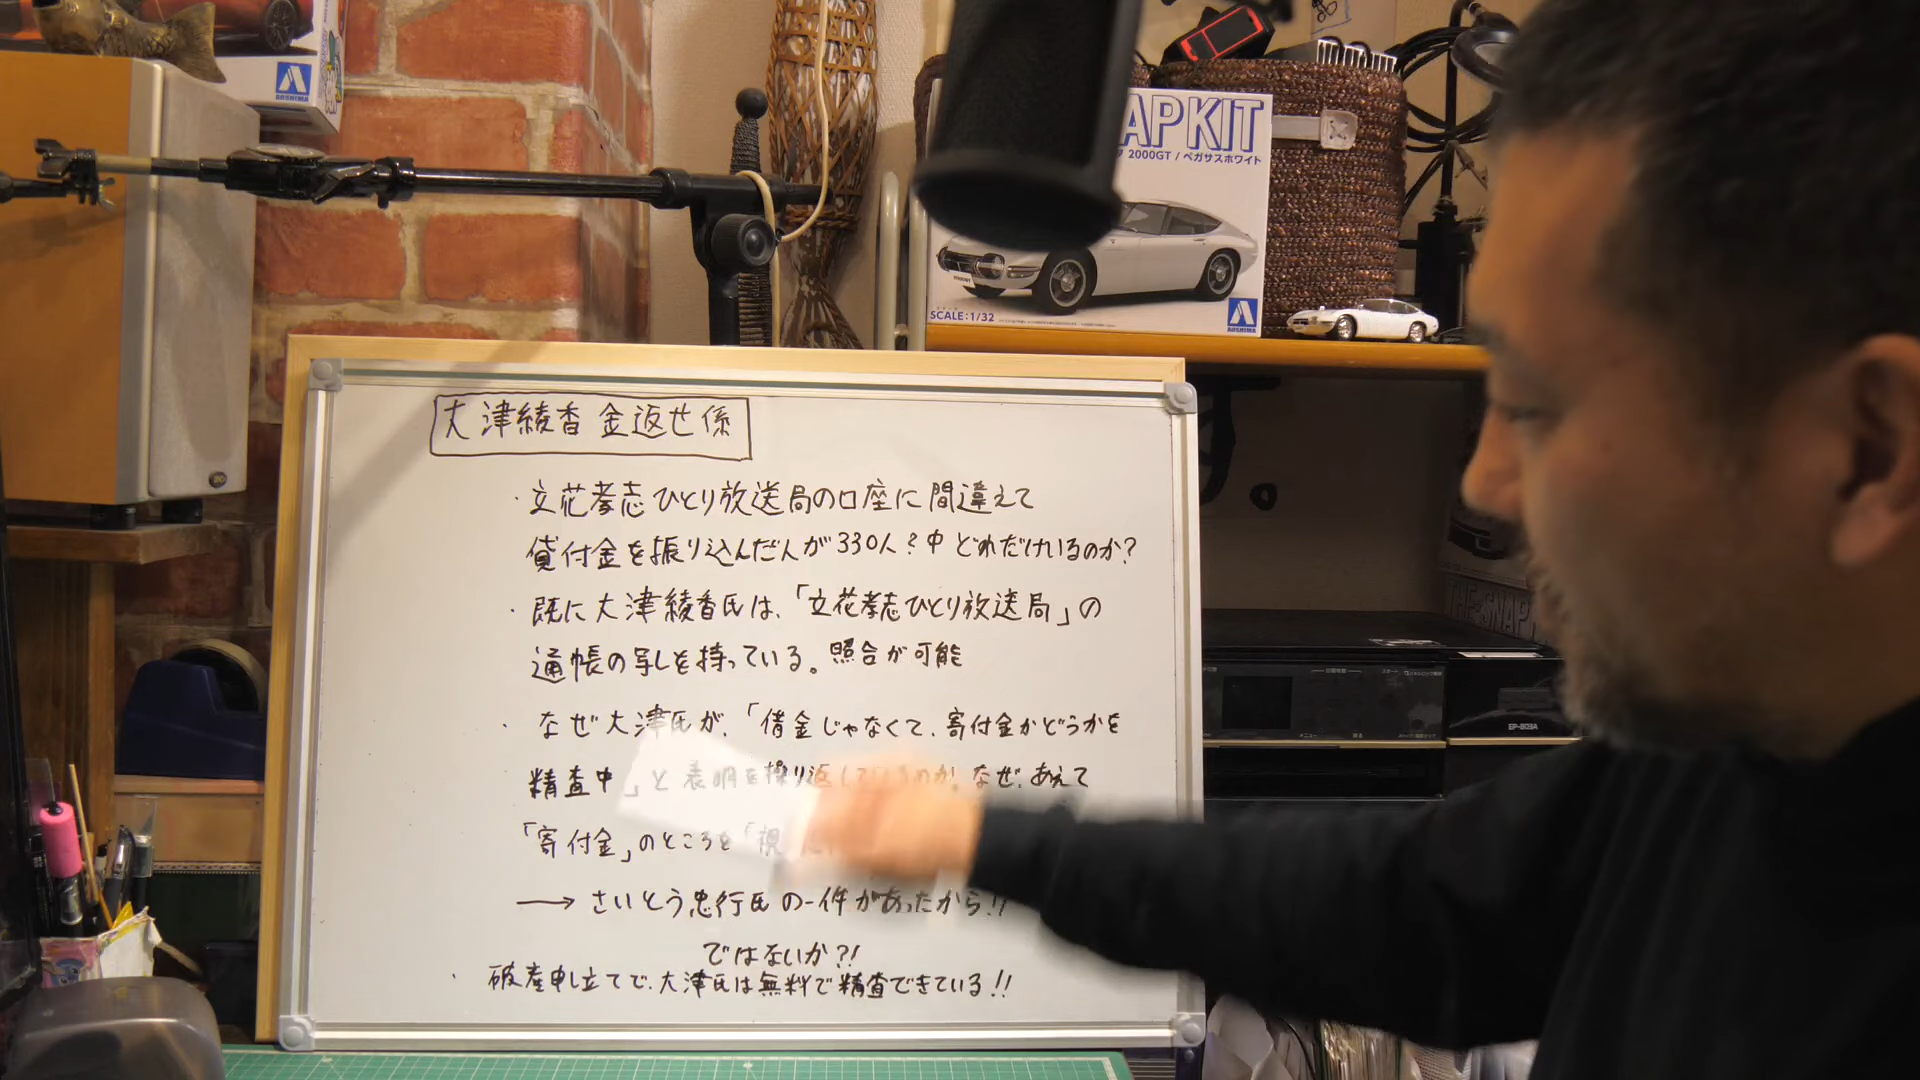 AOSHIMA
APKIT
2000GT / ペガサスホワイト
SCALE:1/32
AOSHIMA
大津綾香 金返せ係
・立花孝志ひとり放送局の口座に間違えて
貸付金を振り込んだ人が330人?中 どれだけいるのか?
・既に大津綾香氏は、「立花孝志ひとり放送局」の
通帳の写しを持っている。照合が可能
・なぜ大津氏が、「借金じゃなくて、寄付金かどうかを
精査中」と表明を繰り返しているのか!なぜ、あえて
「寄付金」のところを「視
→ さいとう忠行氏の一件があったから!!
ではないか?!
・破産申し立てで、大津氏は無料で精査できている!!
EP-803A